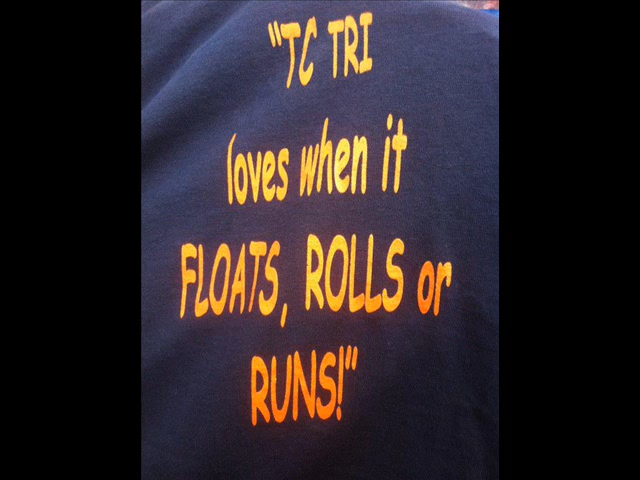 "TC TRI
loves when it
FLOATS, ROLLS or
RUNS!"